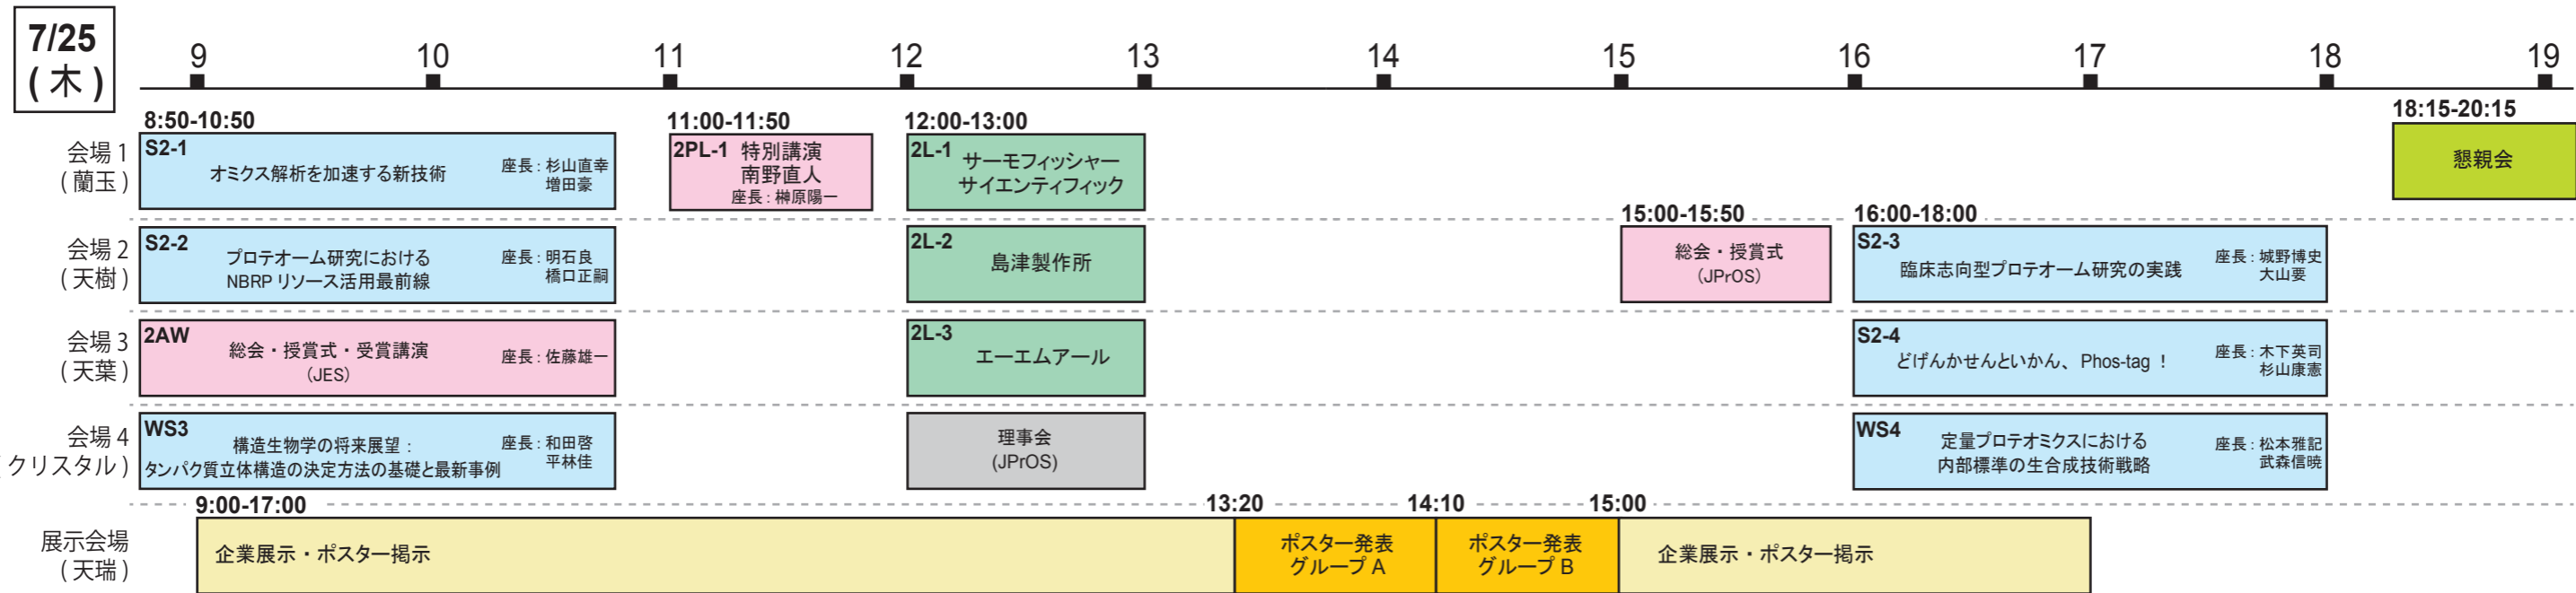 7/25
(木)
9 10 11 12 13 14 15 16 17 18 19
8:50-10:50
11:00-11:50
12:00-13:00
18:15-20:15
会場 1
(蘭玉)
S2-1
オミクス解析を加速する新技術
座長:杉山直幸
増田豪
2PL-1 特別講演
南野直人
座長:榊原陽一
2L-1
サーモフィッシャー
サイエンティフィック
懇親会
15:00-15:50
16:00-18:00
会場 2
(天樹)
S2-2
プロテオーム研究における
NBRP リソース活用最前線
座長:明石良
橋口正嗣
2L-2
島津製作所
総会・授賞式
(JPrOS)
S2-3
臨床志向型プロテオーム研究の実践
座長:城野博史
大山要
会場 3
(天葉)
2AW
総会・授賞式・受賞講演
(JES)
座長:佐藤雄一
2L-3
エーエムアール
S2-4
どげんかせんといかん、Phos-tag !
座長:木下英司
杉山康憲
会場 4
クリスタル)
WS3
構造生物学の将来展望:
タンパク質立体構造の決定方法の基礎と最新事例
座長:和田啓
平林佳
理事会
(JPrOS)
WS4
定量プロテオミクスにおける
内部標準の生合成技術戦略
座長:松本雅記
武森信暁
9:00-17:00
13:20
14:10
15:00
展示会場
(天瑞)
企業展示・ポスター掲示
ポスター発表
グループ A
ポスター発表
グループ B
企業展示・ポスター掲示